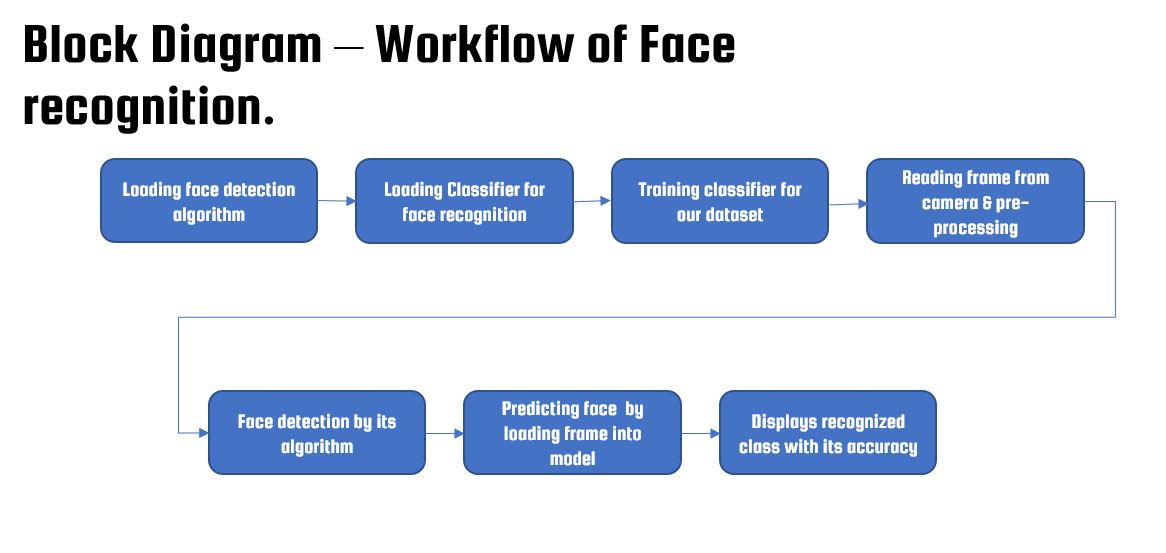 Block Diagram – Workflow of Face
recognition.
Loading face detection
algorithm
Loading Classifier for
face recognition
Training classifier for
our dataset
Reading frame from
camera & pre-
processing
Face detection by its
algorithm
Predicting face  by
loading frame into
model
Displays recognized
class with its accuracy